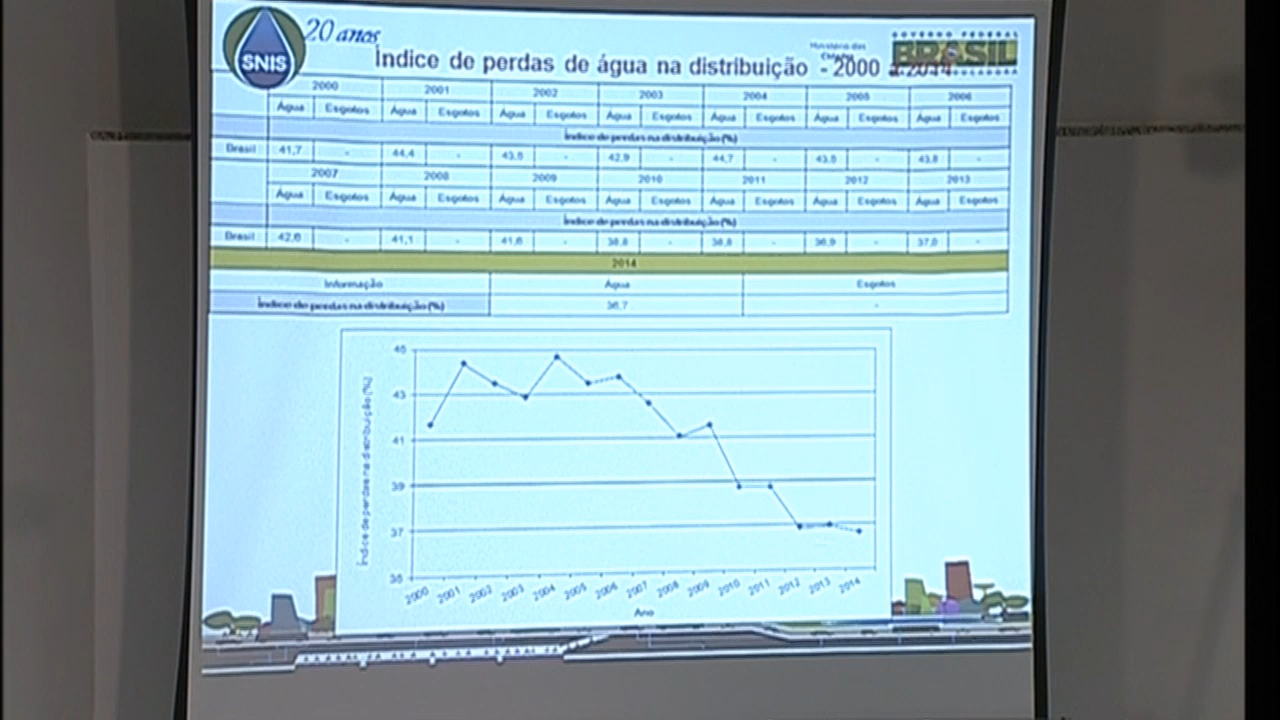 20 anos
SNIS
Ministério das
Cidades
GOVERNO FEDERAL
BRASIL
Índice de perdas de água na distribuição - 2000 a 2014
2000 2001 2002 2003 2004 2005 2006
Água Esgotos Água Esgotos Água Esgotos Água Esgotos Água Esgotos Água Esgotos Água Esgotos
Índice de perdas na distribuição (%)
Brasil 41,7 - 44,4 - - 42,9 - 44,7 - - 43,8 -
2007 2008 2009 2010 2011 2012 2013
Água Esgotos Água Esgotos Água Esgotos Água Esgotos Água Esgotos Água Esgotos Água Esgotos
Índice de perdas na distribuição (%)
Brasil 42,6 - 41,1 - 41,6 - 38,8 - 38,8 - 36,9 - 37,0 -
2014
Informação Água Esgotos
Índice de perdas na distribuição (%) 36,7 -
Índice de perdas na distribuição (%)
45
43
41
39
37
35
2000 2001 2002 2003 2004 2005 2006 2007 2008 2009 2010 2011 2012 2013 2014
Ano